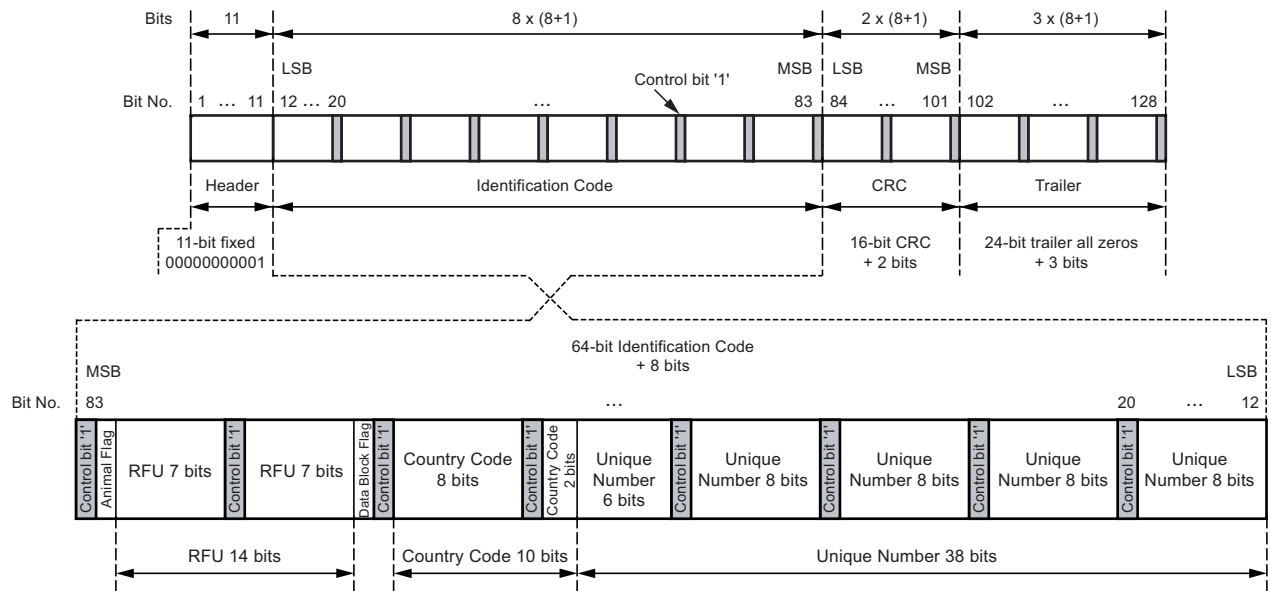 Bits 11 8 x (8+1) 2 x (8+1) 3 x (8+1)
LSB MSB LSB MSB
Control bit '1'
Bit No. 1 ... 11 12 ... 20 ... 83 84 ... 101 102 ... 128
Header Identification Code CRC Trailer
11-bit fixed
00000000001
16-bit CRC
+ 2 bits
24-bit trailer all zeros
+ 3 bits
64-bit Identification Code
+ 8 bits
MSB LSB
Bit No. 83 ... 20 ... 12
Control bit '1'
Animal Flag
RFU 7 bits
Control bit '1'
RFU 7 bits
Data Block Flag
Control bit '1'
Country Code
8 bits
Control bit '1'
Country Code
2 bits
Unique
Number
6 bits
Control bit '1'
Unique
Number 8 bits
Control bit '1'
Unique
Number 8 bits
Control bit '1'
Unique
Number 8 bits
Control bit '1'
Unique
Number 8 bits
RFU 14 bits Country Code 10 bits Unique Number 38 bits